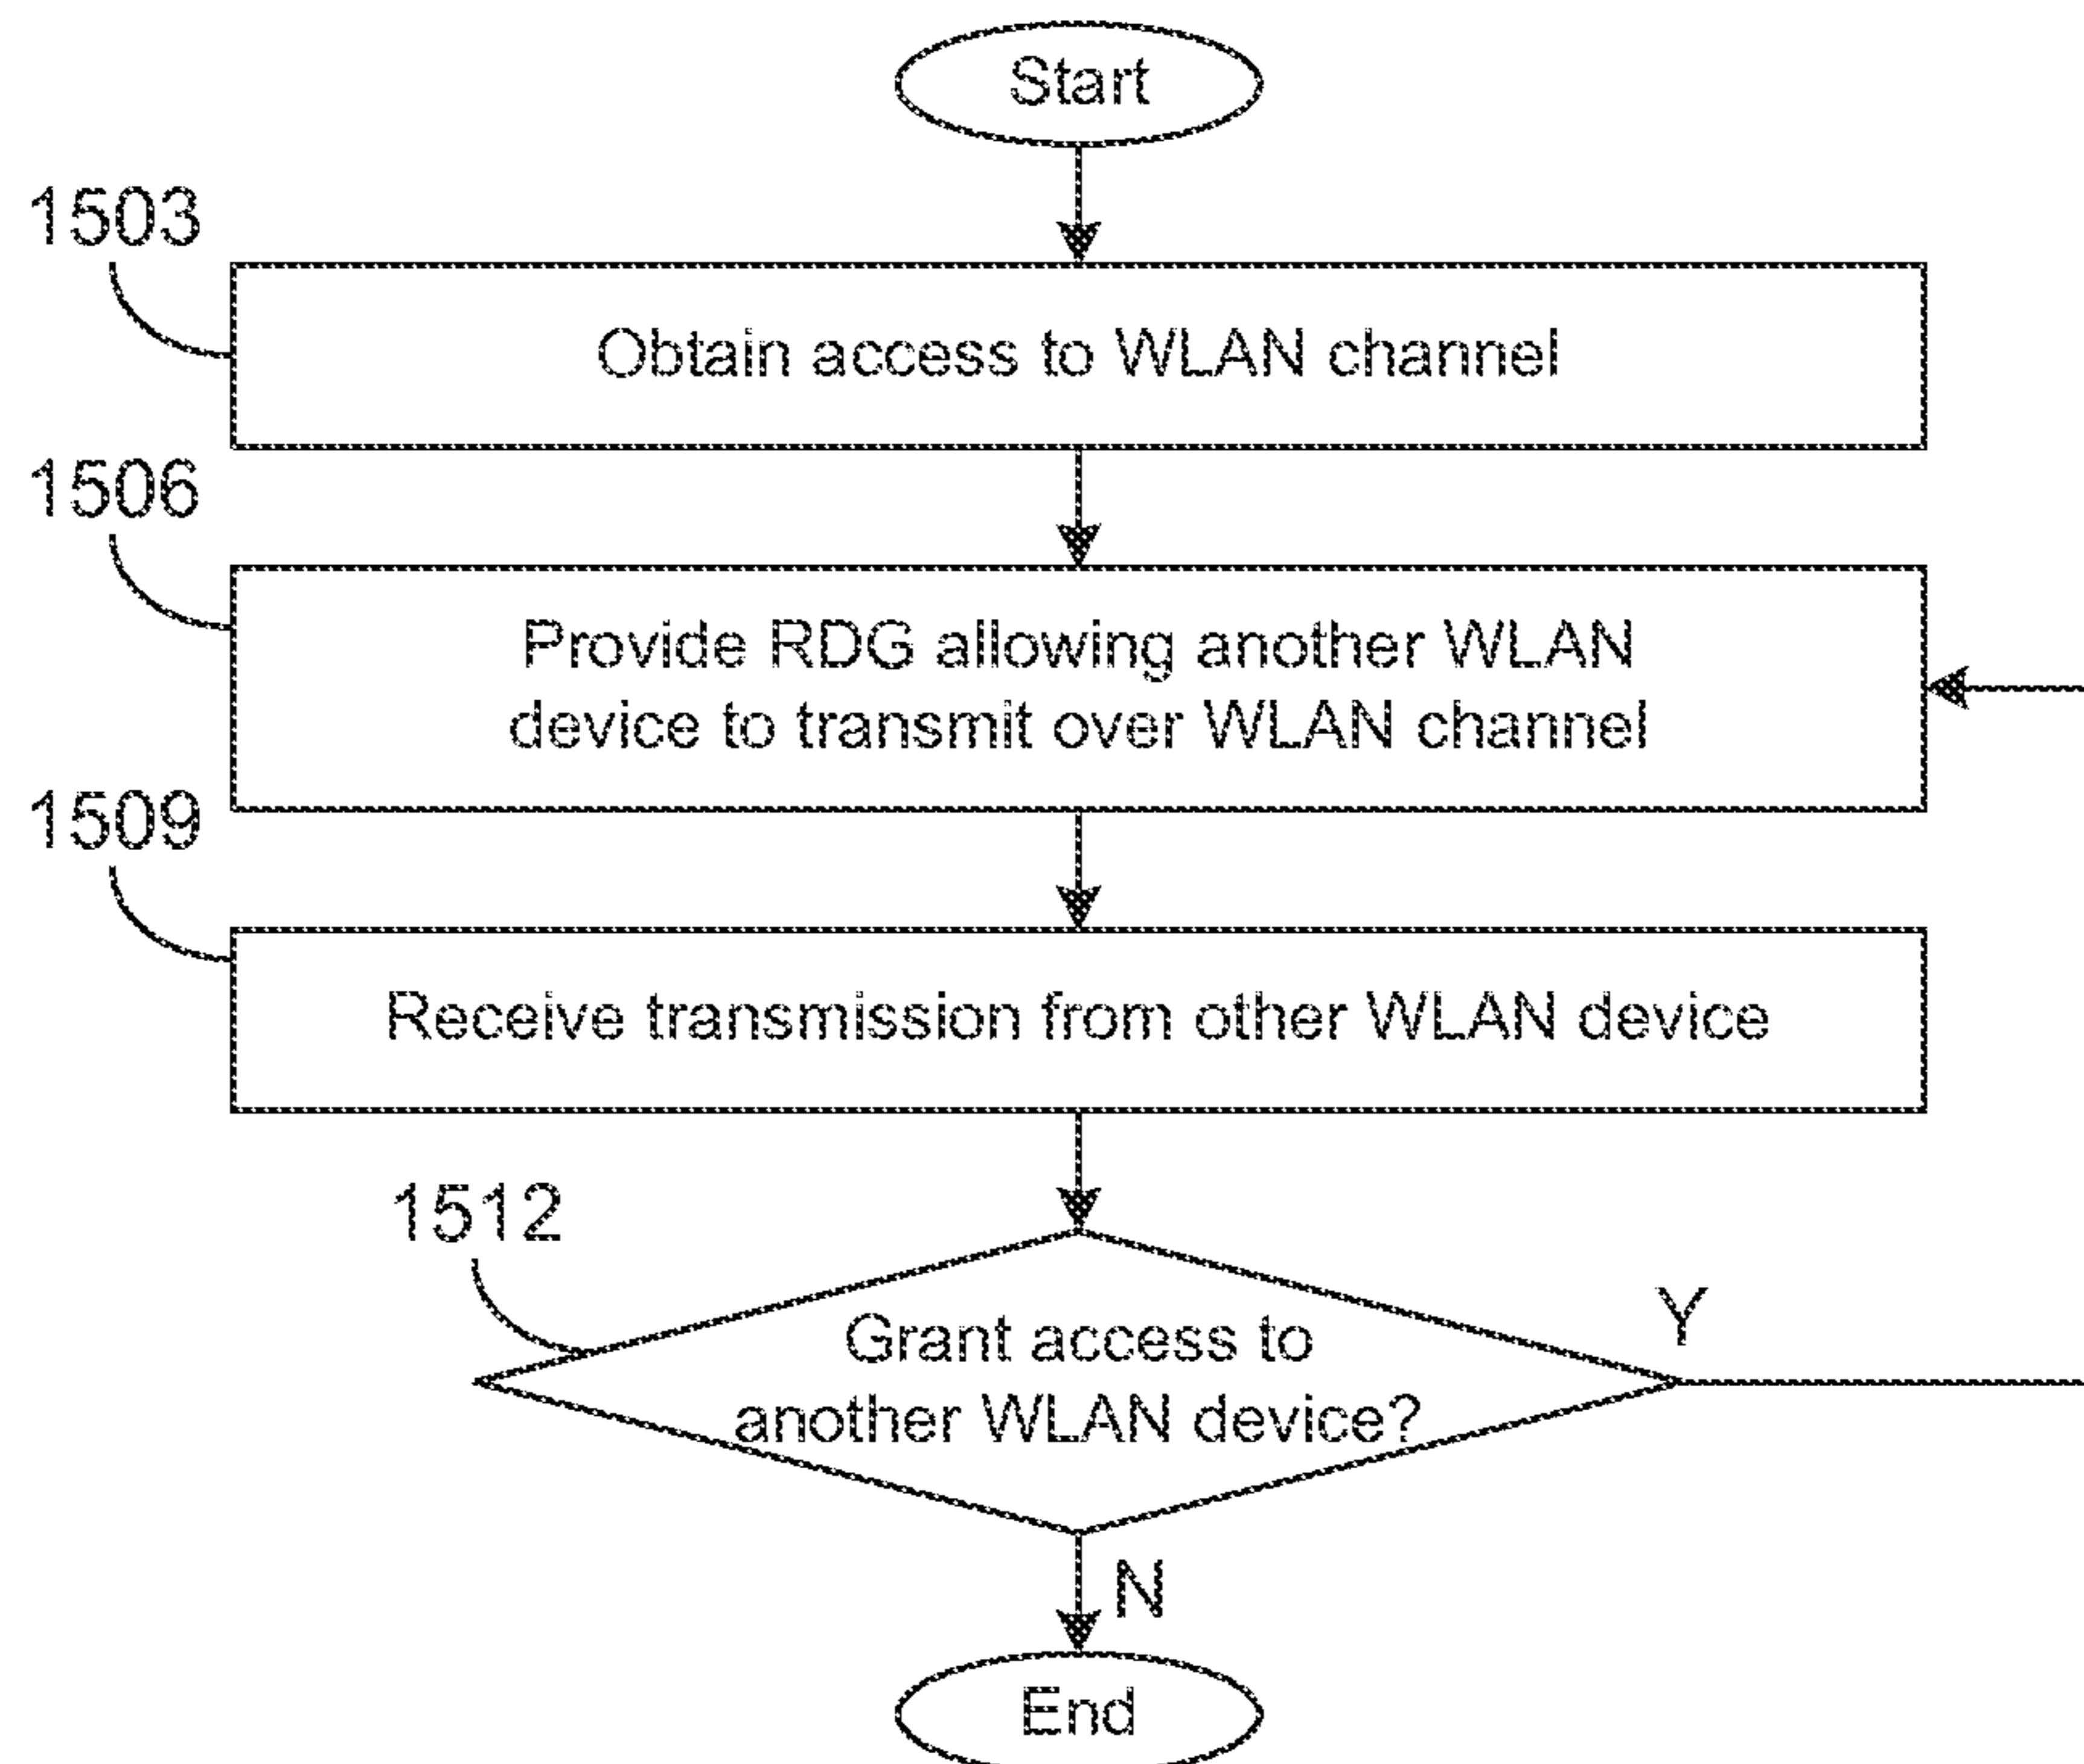 Start
1503
Obtain access to WLAN channel
1506
Provide RDG allowing another WLAN
device to transmit over WLAN channel
1509
Receive transmission from other WLAN device
1512
Grant access to
another WLAN device?
Y
N
End